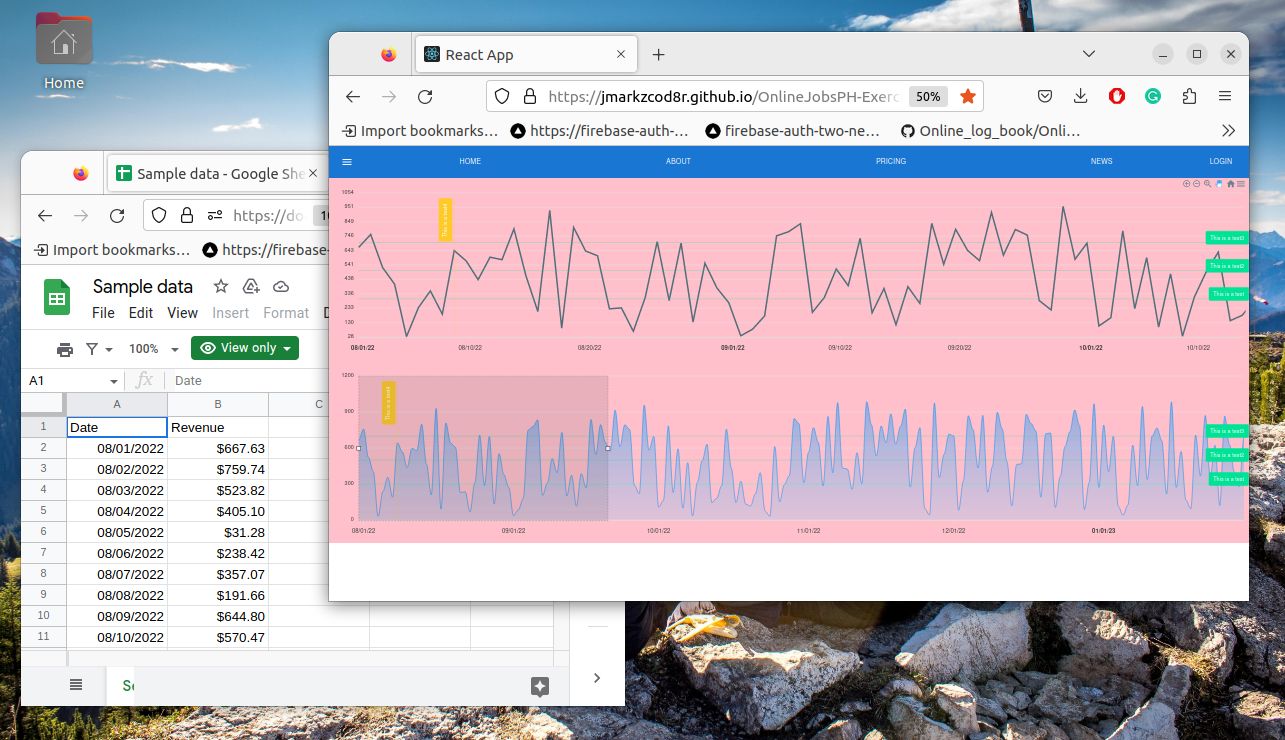 Home
React App
https://jmarkzcod8r.github.io/OnlineJobsPH-Exerc
50%
Import bookmarks...
https://firebase-auth-...
firebase-auth-two-ne...
Online_log_book/Onli...
HOME
ABOUT
PRICING
NEWS
LOGIN
1054
951
849
746
643
541
438
336
233
130
28
This is a test4
This is a test3
This is a test2
This is a test
08/01/22
08/10/22
08/20/22
09/01/22
09/10/22
09/20/22
10/01/22
10/10/22
1200
900
600
300
0
This is a test4
This is a test3
This is a test2
This is a test
08/01/22
09/01/22
10/01/22
11/01/22
12/01/22
01/01/23
Sample data - Google She
https://do
10
Import bookmarks...
https://firebase-
Sample data
File Edit View Insert Format D
100%
View only
A1
fx
Date
A B C
1 Date Revenue
2 08/01/2022 $667.63
3 08/02/2022 $759.74
4 08/03/2022 $523.82
5 08/04/2022 $405.10
6 08/05/2022 $31.28
7 08/06/2022 $238.42
8 08/07/2022 $357.07
9 08/08/2022 $191.66
10 08/09/2022 $644.80
11 08/10/2022 $570.47